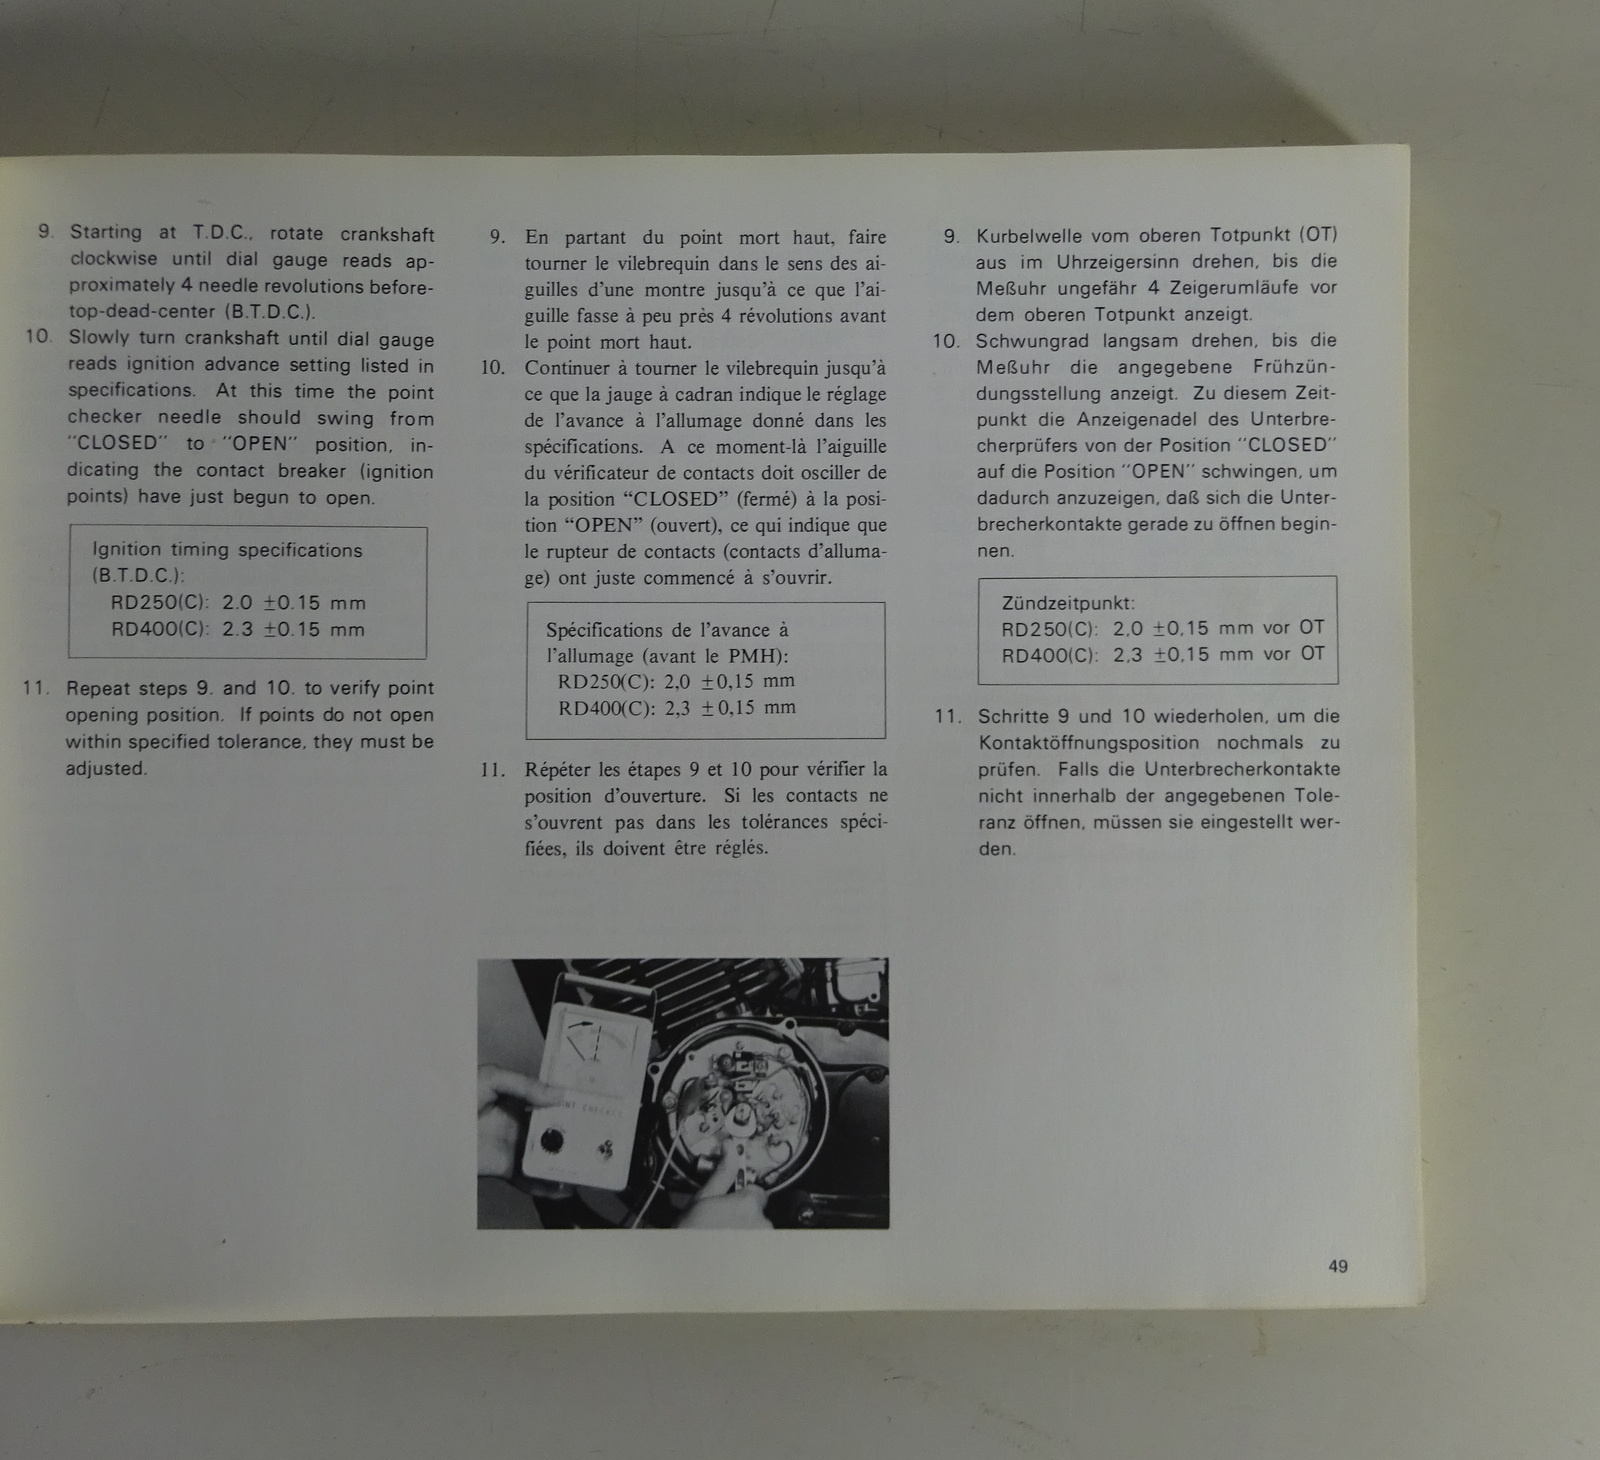 9. Starting at T.D.C., rotate crankshaft
clockwise until dial gauge reads ap-
proximately 4 needle revolutions before-
top-dead-center (B.T.D.C.).
10. Slowly turn crankshaft until dial gauge
reads ignition advance setting listed in
specifications. At this time the point
checker needle should swing from
"CLOSED" to "OPEN" position, in-
dicating the contact breaker (ignition
points) have just begun to open.
Ignition timing specifications
(B.T.D.C.):
RD250(C): 2.0 ±0.15 mm
RD400(C): 2.3 ±0.15 mm
11. Repeat steps 9. and 10. to verify point
opening position. If points do not open
within specified tolerance, they must be
adjusted.
9. En partant du point mort haut, faire
tourner le vilebrequin dans le sens des ai-
guilles d'une montre jusqu'à ce que l'ai-
guille fasse à peu près 4 révolutions avant
le point mort haut.
10. Continuer à tourner le vilebrequin jusqu'à
ce que la jauge à cadran indique le réglage
de l'avance à l'allumage donné dans les
spécifications. A ce moment-là l'aiguille
du vérificateur de contacts doit osciller de
la position “CLOSED” (fermé) à la posi-
tion “OPEN” (ouvert), ce qui indique que
le rupteur de contacts (contacts d'alluma-
ge) ont juste commencé à s'ouvrir.
Spécifications de l'avance à
l'allumage (avant le PMH):
RD250(C): 2,0 ±0,15 mm
RD400(C): 2,3 ±0,15 mm
11. Répéter les étapes 9 et 10 pour vérifier la
position d'ouverture. Si les contacts ne
s'ouvrent pas dans les tolérances spéci-
fiées, ils doivent être réglés.
POINT CHECKER
9. Kurbelwelle vom oberen Totpunkt (OT)
aus im Uhrzeigersinn drehen, bis die
Meßuhr ungefähr 4 Zeigerumläufe vor
dem oberen Totpunkt anzeigt.
10. Schwungrad langsam drehen, bis die
Meßuhr die angegebene Frühzün-
dungsstellung anzeigt. Zu diesem Zeit-
punkt die Anzeigenadel des Unterbre-
cherprüfers von der Position "CLOSED"
auf die Position "OPEN" schwingen, um
dadurch anzuzeigen, daß sich die Unter-
brecherkontakte gerade zu öffnen begin-
nen.
Zündzeitpunkt:
RD250(C): 2,0 ±0,15 mm vor OT
RD400(C): 2,3 ±0,15 mm vor OT
11. Schritte 9 und 10 wiederholen, um die
Kontaktöffnungsposition nochmals zu
prüfen. Falls die Unterbrecherkontakte
nicht innerhalb der angegebenen Tole-
ranz öffnen, müssen sie eingestellt wer-
den.
49